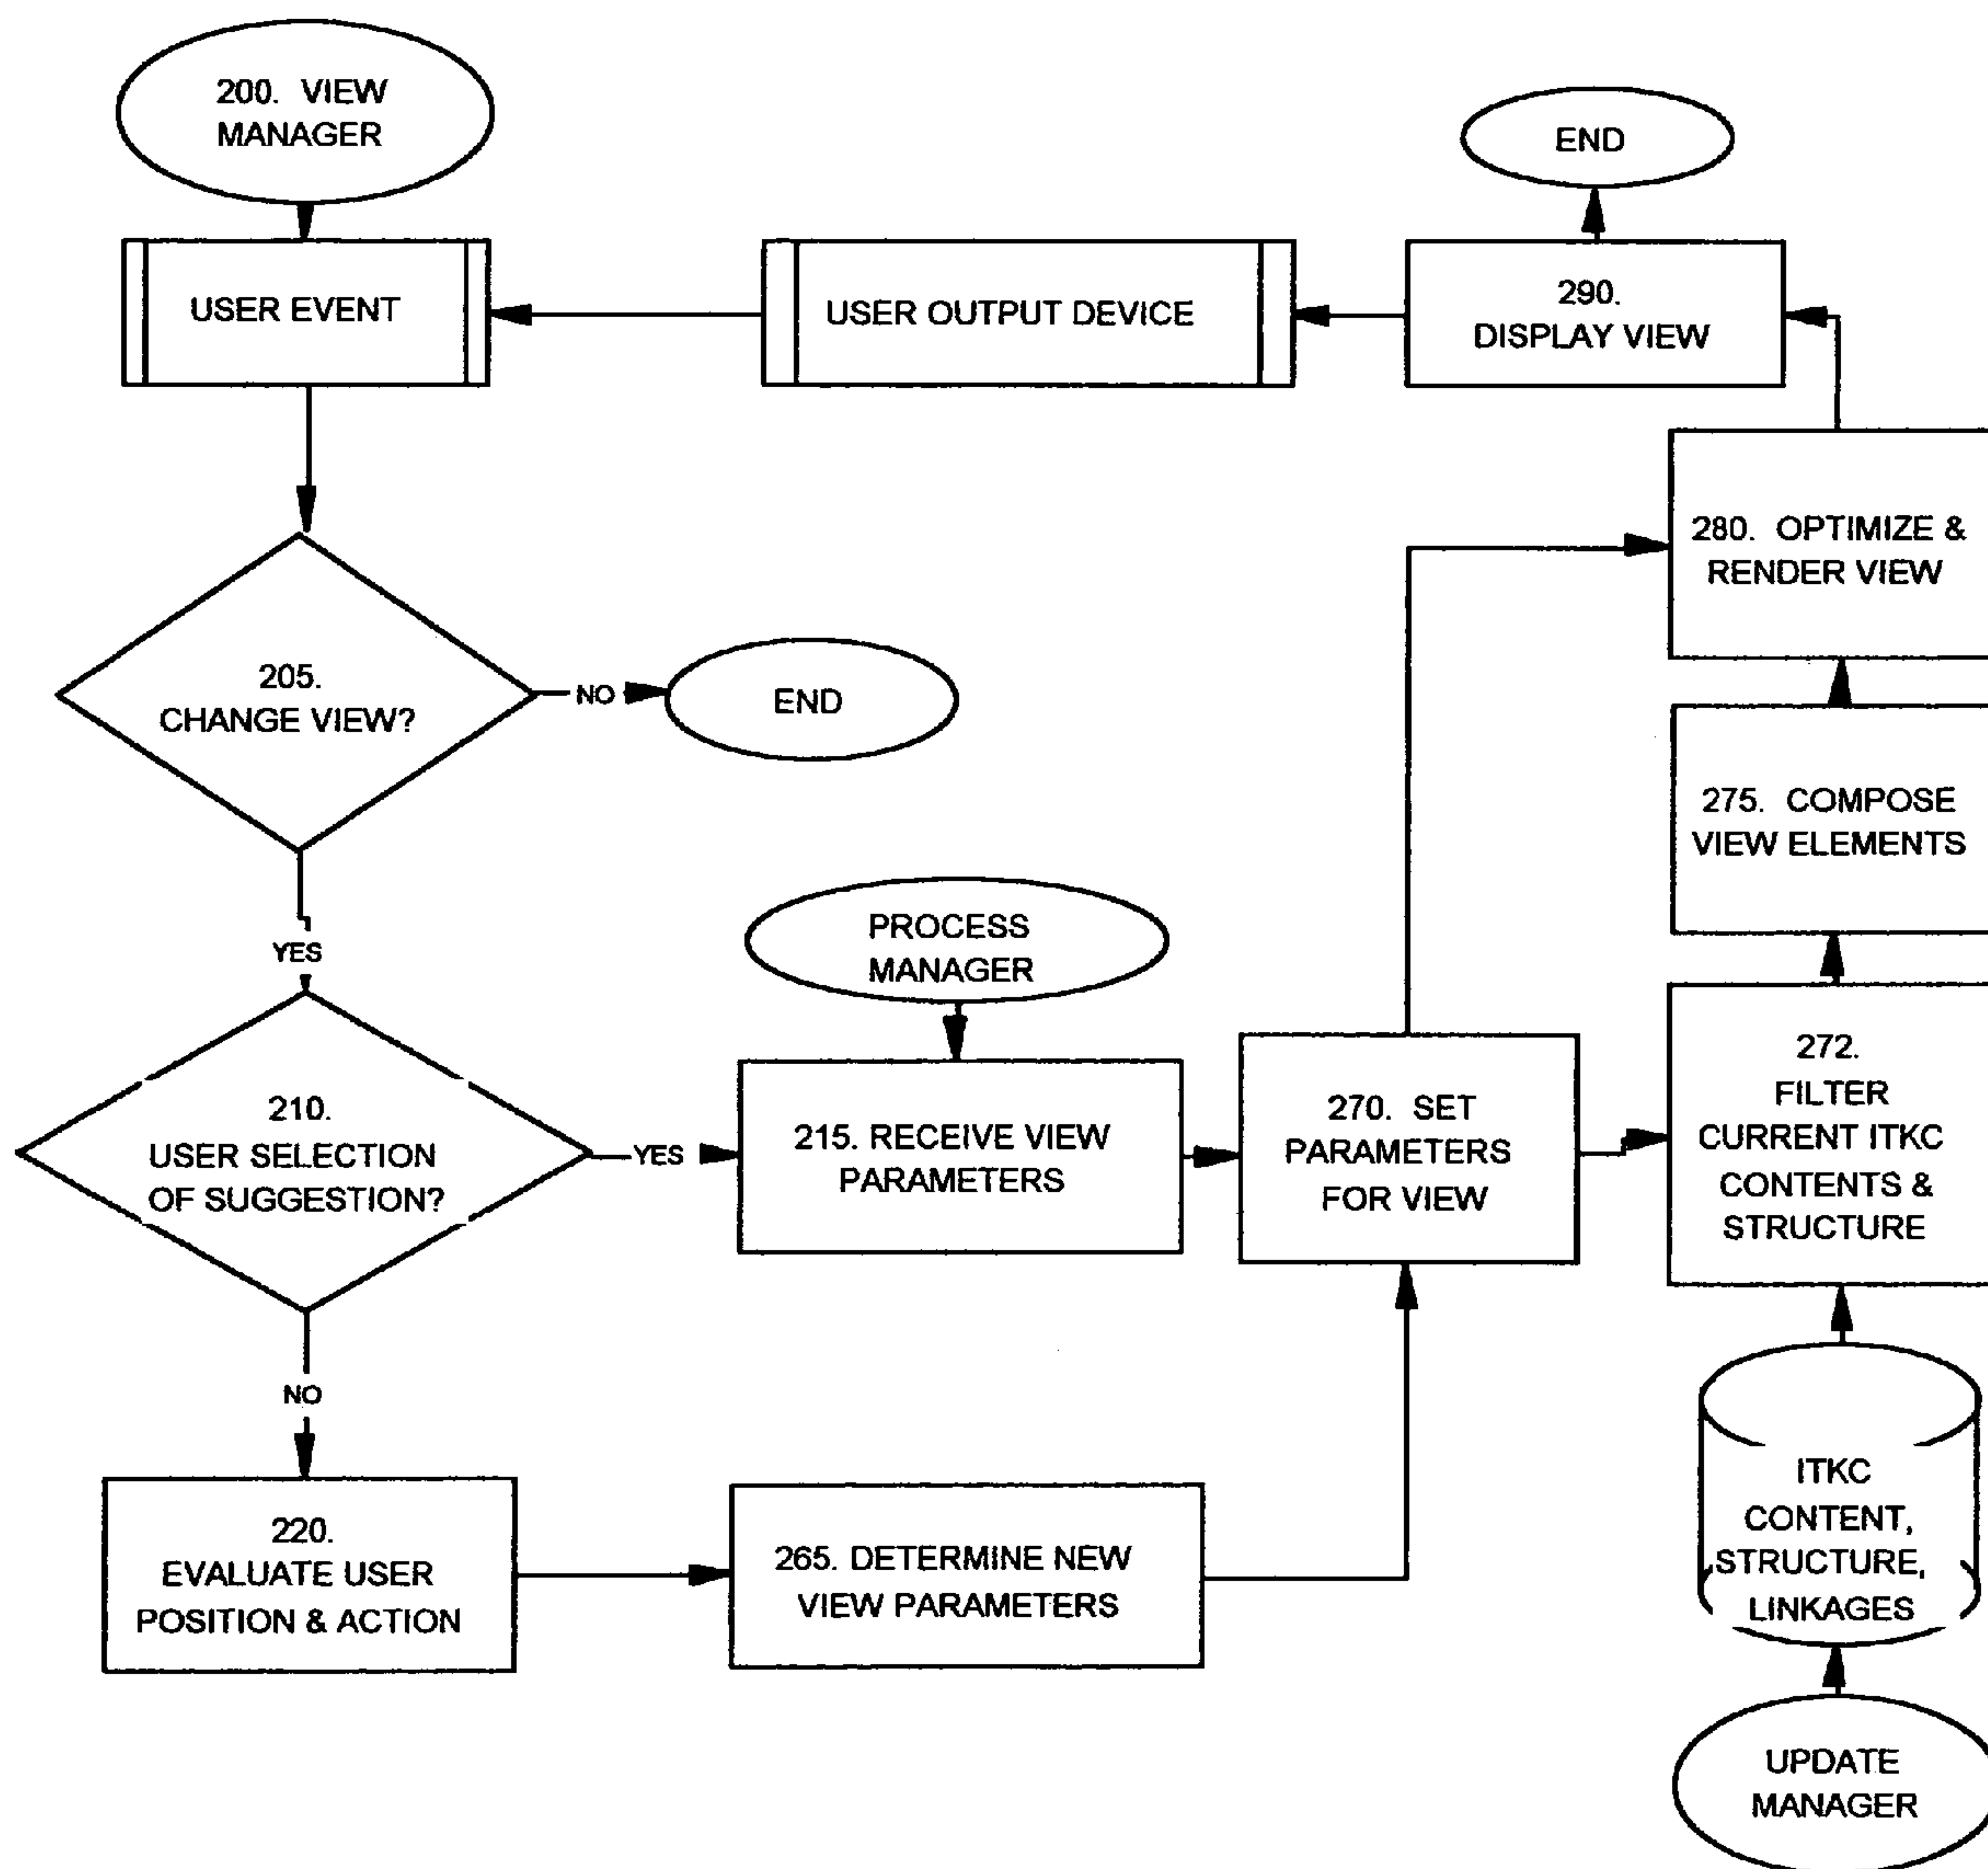 200. VIEW
MANAGER
END
USER EVENT
USER OUTPUT DEVICE
290.
DISPLAY VIEW
280. OPTIMIZE &
RENDER VIEW
205.
CHANGE VIEW?
NO
END
275. COMPOSE
VIEW ELEMENTS
YES
PROCESS
MANAGER
210.
USER SELECTION
OF SUGGESTION?
YES
215. RECEIVE VIEW
PARAMETERS
270. SET
PARAMETERS
FOR VIEW
272.
FILTER
CURRENT ITKC
CONTENTS &
STRUCTURE
NO
220.
EVALUATE USER
POSITION & ACTION
265. DETERMINE NEW
VIEW PARAMETERS
ITKC
CONTENT,
STRUCTURE,
LINKAGES
UPDATE
MANAGER